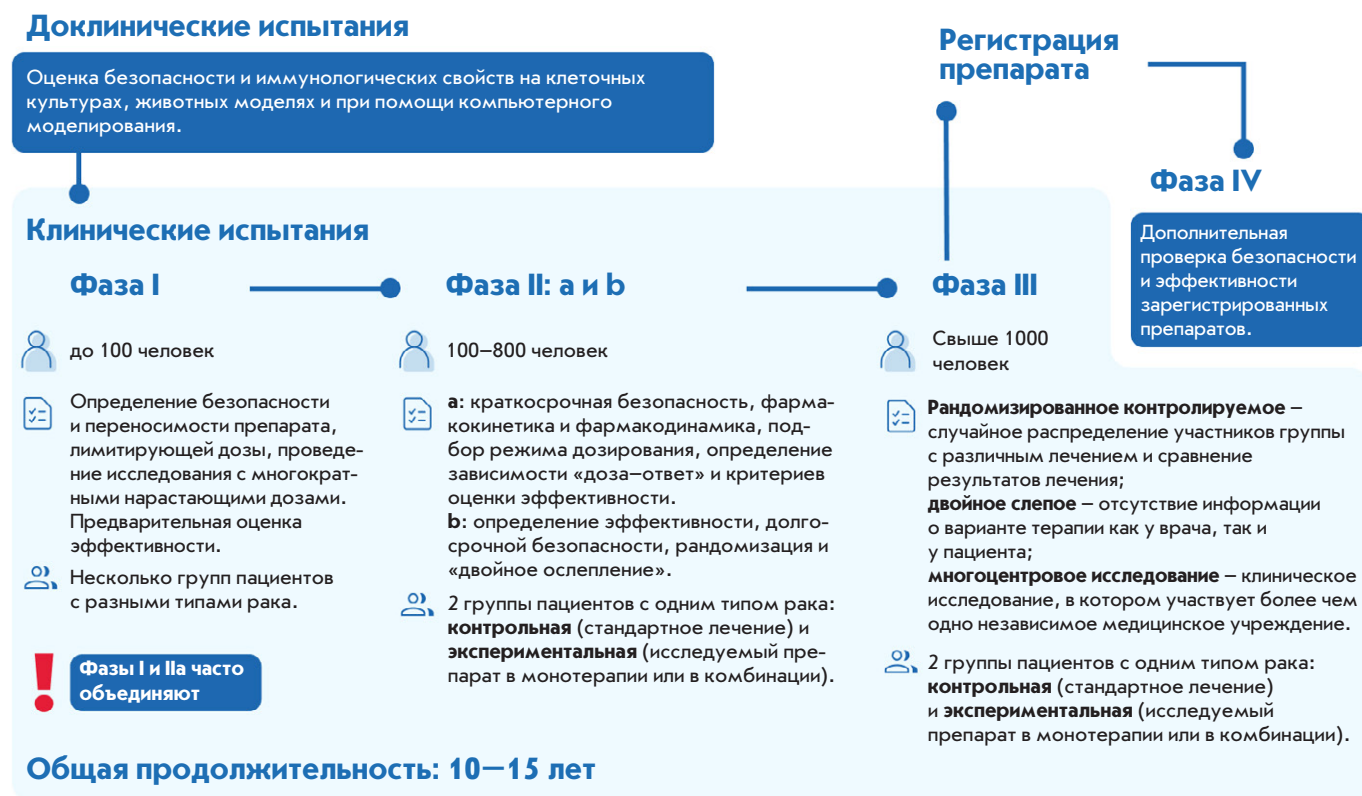 Доклинические испытания
Оценка безопасности и иммунологических свойств на клеточных
культурах, животных моделях и при помощи компьютерного
моделирования.
Регистрация
препарата
Фаза IV
Дополнительная
проверка безопасности
и эффективности
зарегистрированных
препаратов.
Клинические испытания
Фаза I
до 100 человек
Определение безопасности
и переносимости препарата,
лимитирующей дозы, проведе-
ние исследования с многократ-
ными нарастающими дозами.
Предварительная оценка
эффективности.
Несколько групп пациентов
с разными типами рака.
Фазы I и IIa часто
объединяют
Фаза II: a и b
100–800 человек
a: краткосрочная безопасность, фарма-
кокинетика и фармакодинамика, под-
бор режима дозирования, определение
зависимости «доза–ответ» и критериев
оценки эффективности.
b: определение эффективности, долго-
срочной безопасности, рандомизация и
«двойное ослепление».
2 группы пациентов с одним типом рака:
контрольная (стандартное лечение) и
экспериментальная (исследуемый пре-
парат в монотерапии или в комбинации).
Фаза III
Свыше 1000
человек
Рандомизированное контролируемое –
случайное распределение участников группы
с различным лечением и сравнение
результатов лечения;
двойное слепое – отсутствие информации
о варианте терапии как у врача, так и
у пациента;
многоцентровое исследование – клиническое
исследование, в котором участвует более чем
одно независимое медицинское учреждение.
2 группы пациентов с одним типом рака:
контрольная (стандартное лечение)
и экспериментальная (исследуемый
препарат в монотерапии или в комбинации).
Общая продолжительность: 10–15 лет